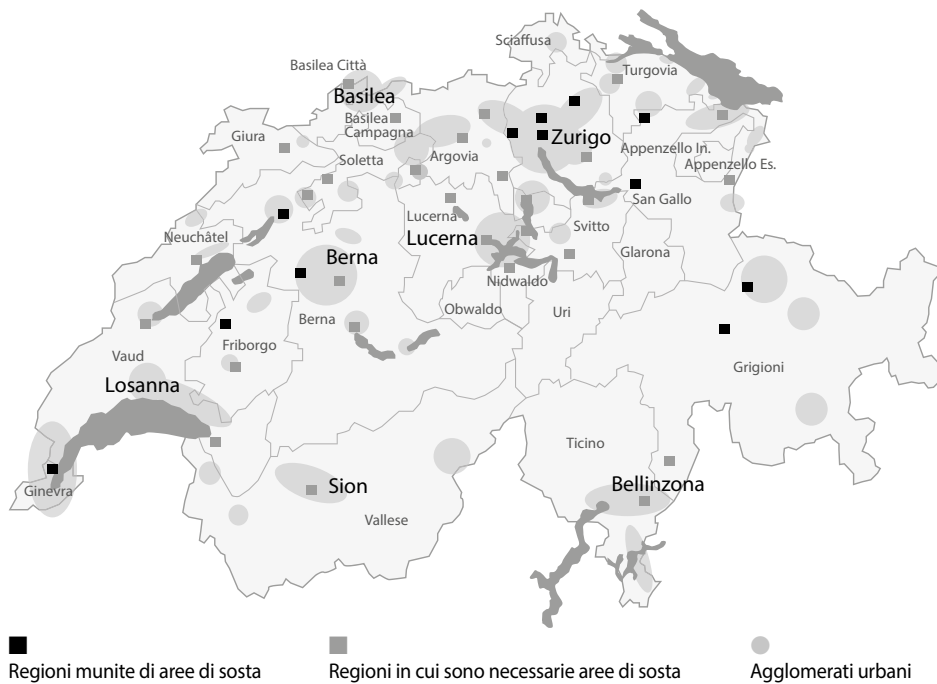 Sciaffusa
Basilea Città
Turgovia
Basilea
Basilea
Campagna
Giura
Zurigo
Soletta
Argovia
Appenzello In.
Appenzello Es.
San Gallo
Lucerna
Svitto
Neuchâtel
Lucerna
Berna
Glarona
Nidwaldo
Obwaldo
Uri
Berna
Friborgo
Vaud
Grigioni
Losanna
Ticino
Ginevra
Sion
Bellinzona
Vallese
Regioni munite di aree di sosta
Regioni in cui sono necessarie aree di sosta
Agglomerati urbani